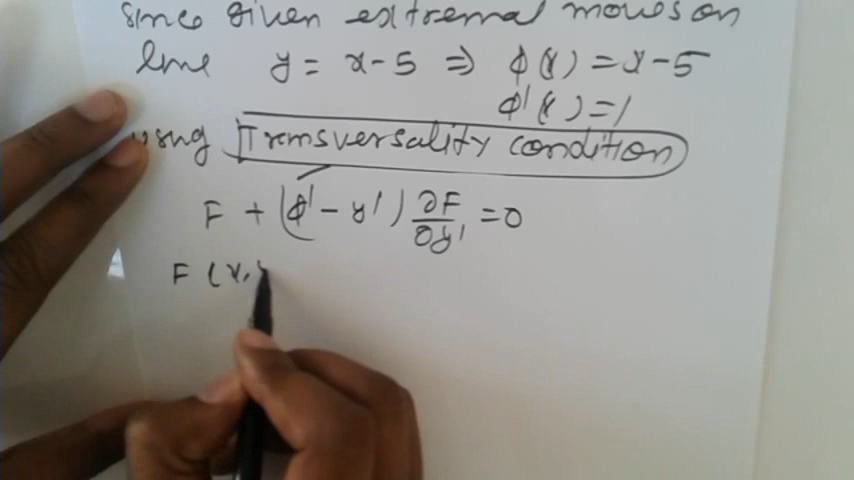 since given extremal moves on
line y = x-5 ⇒ ϕ(x) = x-5
ϕ'(x) = 1
using Transversality condition
F + (ϕ' - y') ∂F/∂y' = 0
F (x,